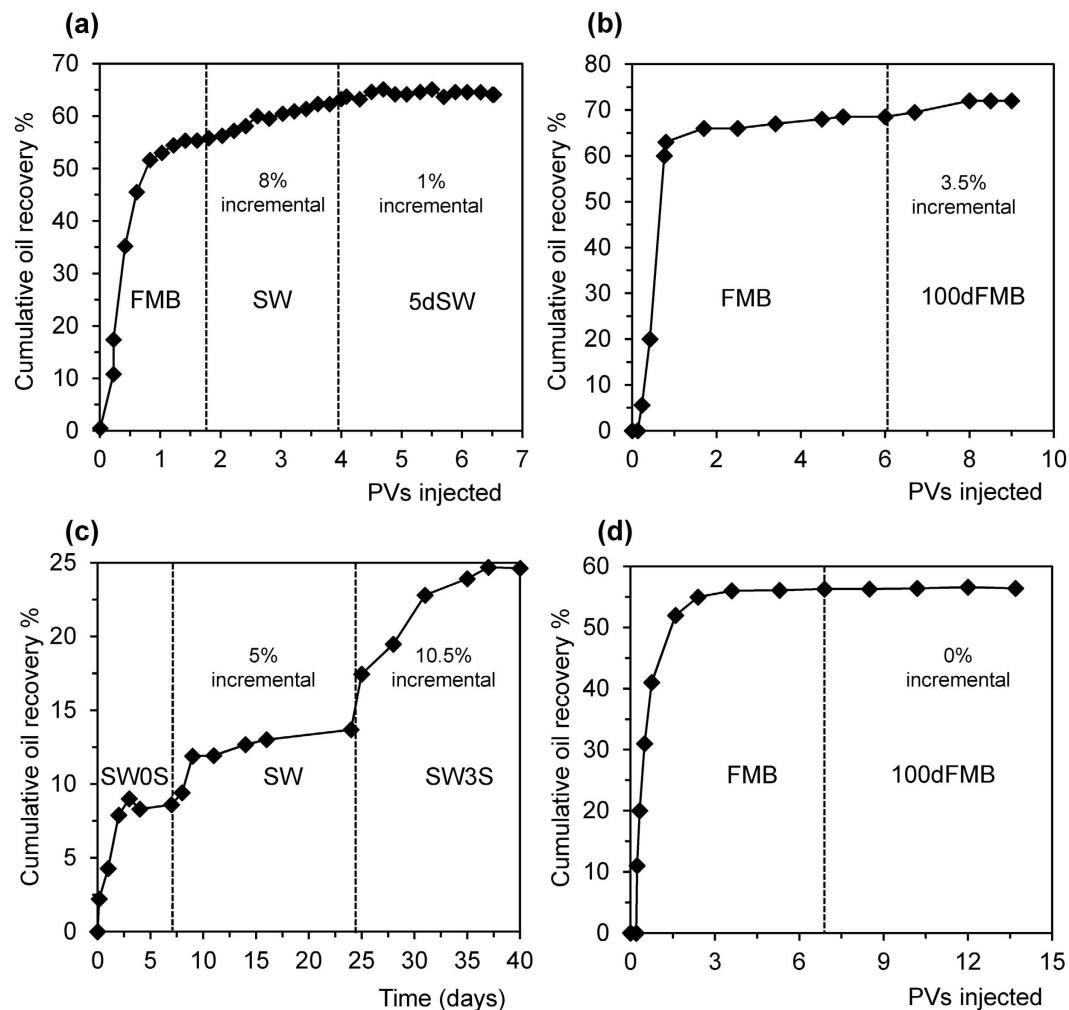 (a)
Cumulative oil recovery %
70
60
50
40
30
20
10
0
8%
incremental
1%
incremental
FMB
SW
5dSW
0
1
2
3
4
5
6
7
PVs injected
(b)
Cumulative oil recovery %
80
70
60
50
40
30
20
10
0
3.5%
incremental
FMB
100dFMB
0
2
4
6
8
10
PVs injected
(c)
Cumulative oil recovery %
25
20
15
10
5
0
5%
incremental
10.5%
incremental
SW0S
SW
SW3S
0
5
10
15
20
25
30
35
40
Time (days)
(d)
Cumulative oil recovery %
60
50
40
30
20
10
0
0%
incremental
FMB
100dFMB
0
3
6
9
12
15
PVs injected